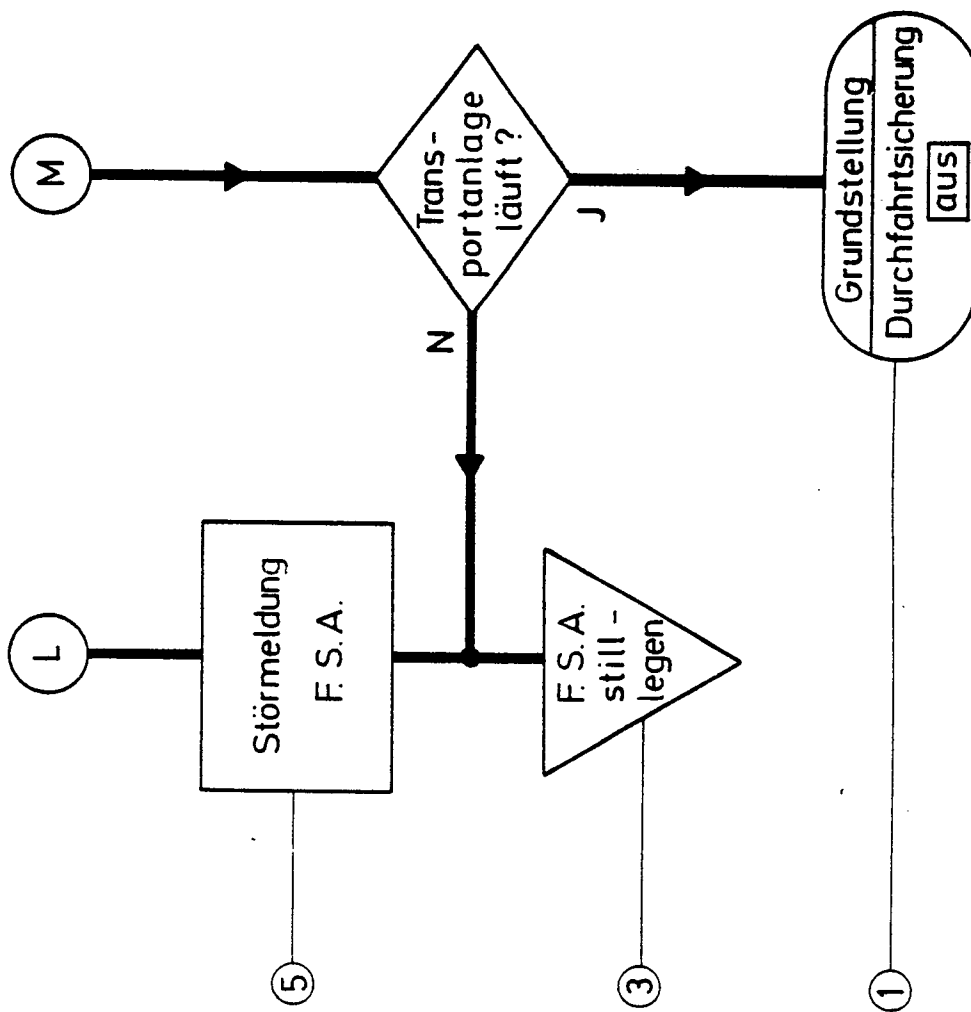 L
M
Störmeldung
F. S. A.
Trans-
portanlage
läuft ?
N
J
F. S. A.
still-
legen
Grundstellung
Durchfahrtsicherung
aus
5
3
1